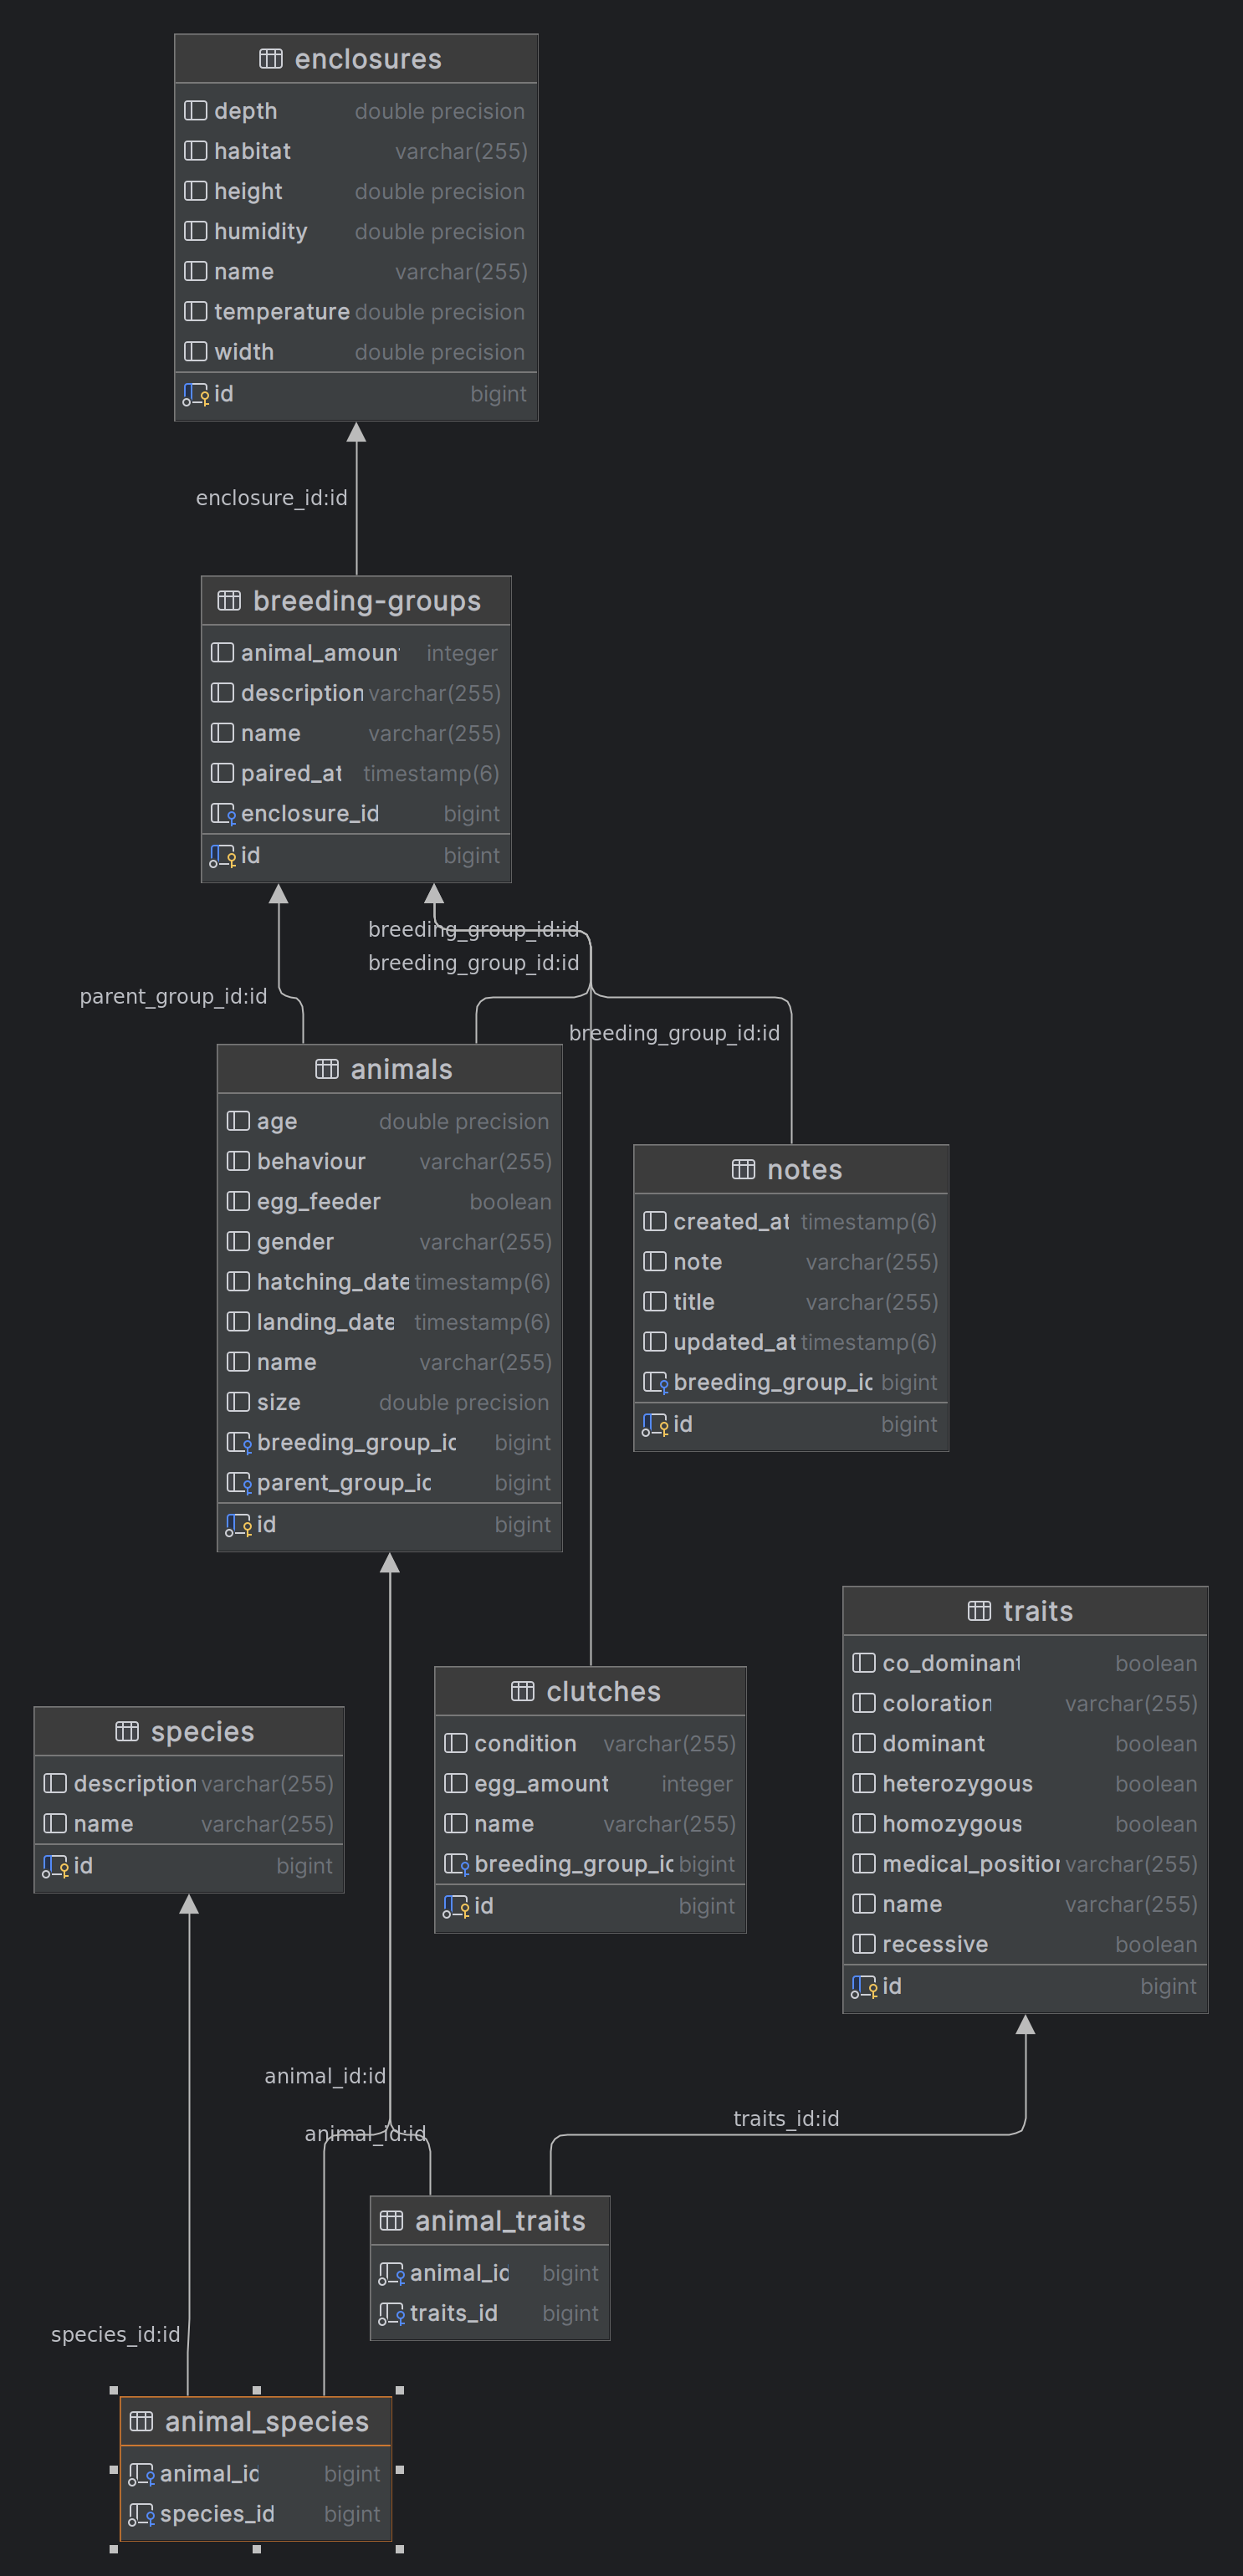 enclosures
depth double precision
habitat varchar(255)
height double precision
humidity double precision
name varchar(255)
temperature double precision
width double precision
id bigint
enclosure_id:id
breeding-groups
animal_amount integer
description varchar(255)
name varchar(255)
paired_at timestamp(6)
enclosure_id bigint
id bigint
breeding_group_id:id
breeding_group_id:id
parent_group_id:id
breeding_group_id:id
animals
age double precision
behaviour varchar(255)
egg_feeder boolean
gender varchar(255)
hatching_date timestamp(6)
landing_date timestamp(6)
name varchar(255)
size double precision
breeding_group_id bigint
parent_group_id bigint
id bigint
notes
created_at timestamp(6)
note varchar(255)
title varchar(255)
updated_at timestamp(6)
breeding_group_id bigint
id bigint
traits
co_dominant boolean
coloration varchar(255)
dominant boolean
heterozygous boolean
homozygous boolean
medical_position varchar(255)
name varchar(255)
recessive boolean
id bigint
clutches
condition varchar(255)
egg_amount integer
name varchar(255)
breeding_group_id bigint
id bigint
species
description varchar(255)
name varchar(255)
id bigint
animal_id:id
animal_id:id
traits_id:id
animal_traits
animal_id bigint
traits_id bigint
species_id:id
animal_species
animal_id bigint
species_id bigint